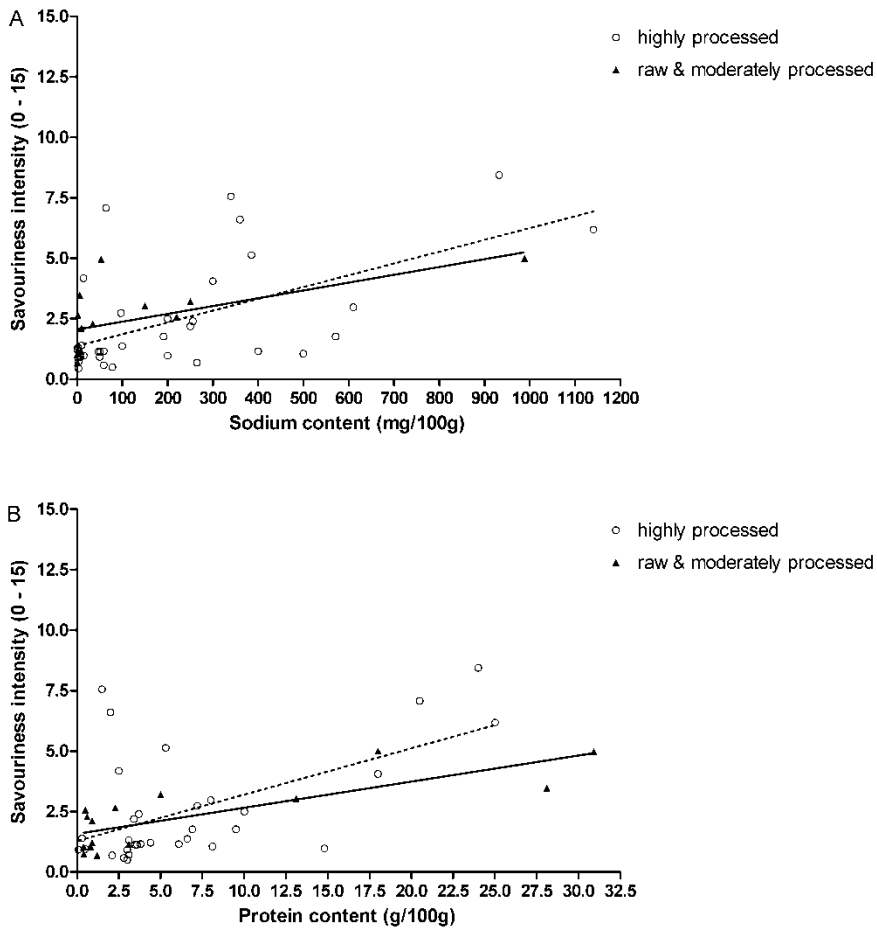 A
highly processed
raw & moderately processed
Savouriness intensity (0 - 15)
15.0
12.5
10.0
7.5
5.0
2.5
0.0
0 100 200 300 400 500 600 700 800 900 1000 1100 1200
Sodium content (mg/100g)
B
highly processed
raw & moderately processed
Savouriness intensity (0 - 15)
15.0
12.5
10.0
7.5
5.0
2.5
0.0
0.0 2.5 5.0 7.5 10.0 12.5 15.0 17.5 20.0 22.5 25.0 27.5 30.0 32.5
Protein content (g/100g)